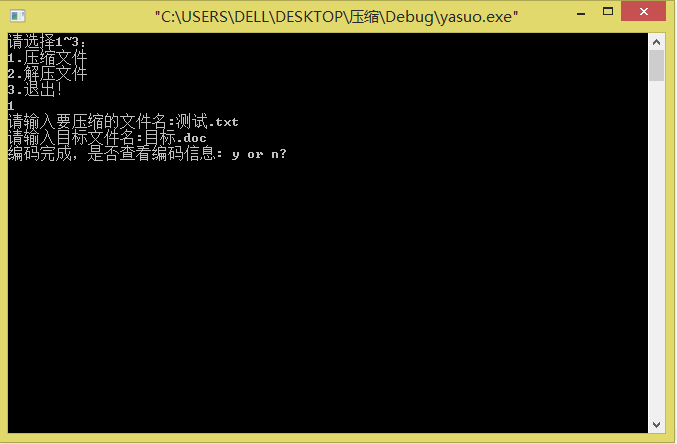 "C:\USERS\DELL\DESKTOP\压缩\Debug\yasuo.exe"
请选择1~3:
1.压缩文件
2.解压文件
3.退出!
1
请输入要压缩的文件名:测试.txt
请输入目标文件名:目标.doc
编码完成，是否查看编码信息: y or n?